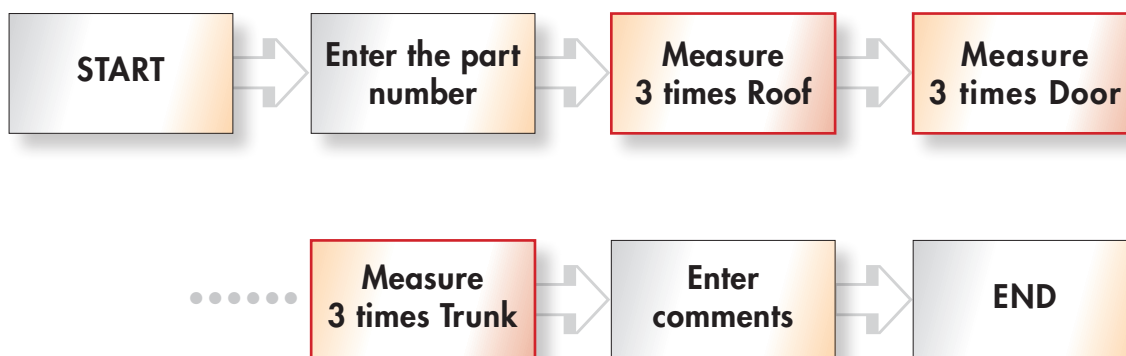 START
Enter the part
number
Measure
3 times Roof
Measure
3 times Door
Measure
3 times Trunk
Enter
comments
END